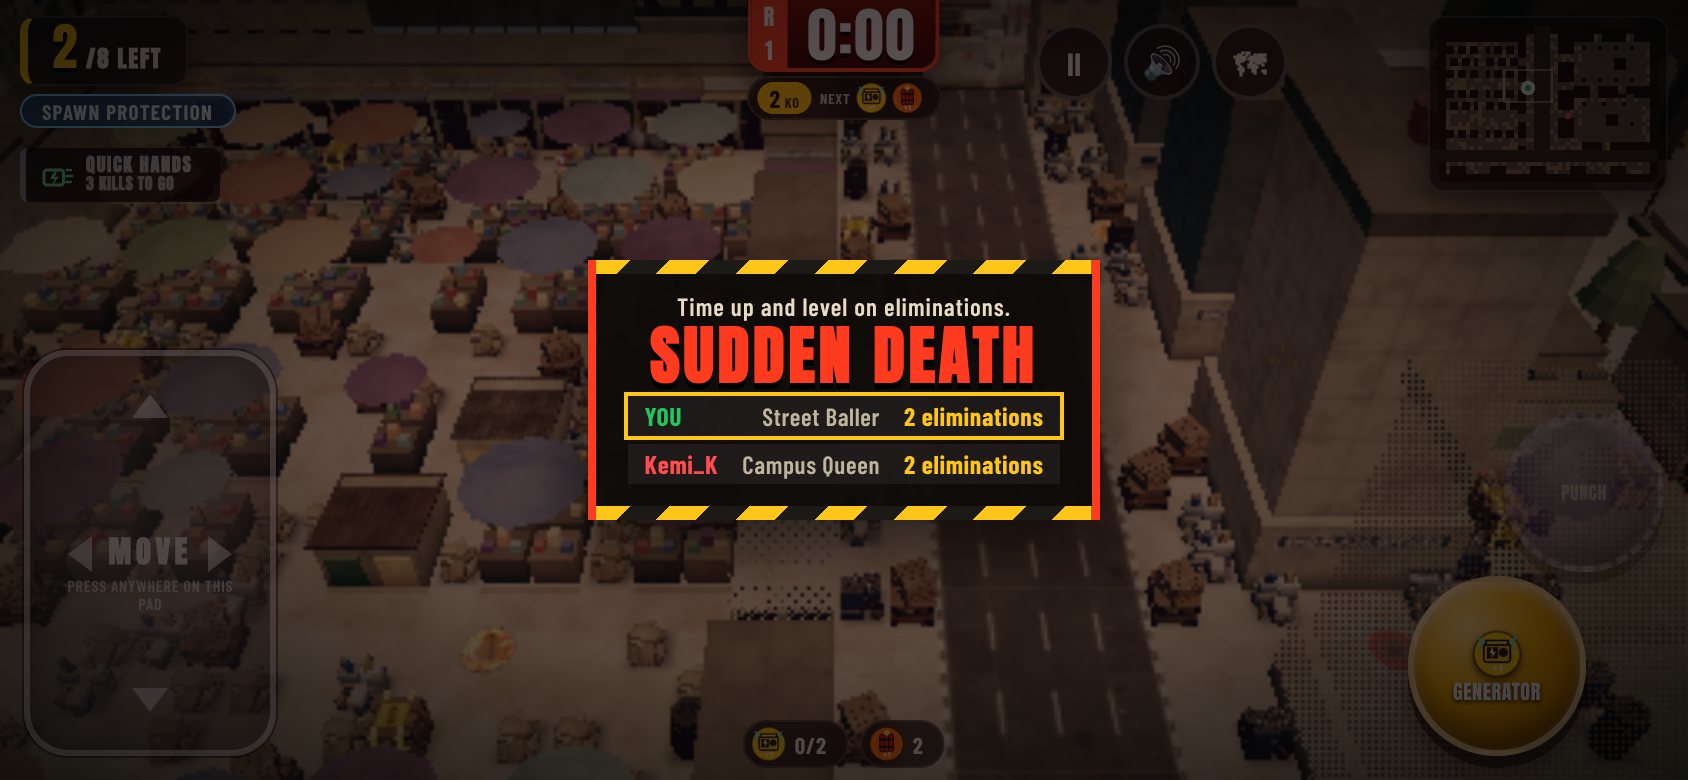 2 /8 LEFT
SPAWN PROTECTION
QUICK HANDS
3 KILLS TO GO
R 1
0:00
2 KO NEXT
Time up and level on eliminations.
SUDDEN DEATH
YOU Street Baller 2 eliminations
Kemi_K Campus Queen 2 eliminations
MOVE
PRESS ANYWHERE ON THIS
PAD
PUNCH
GENERATOR
0/2 2